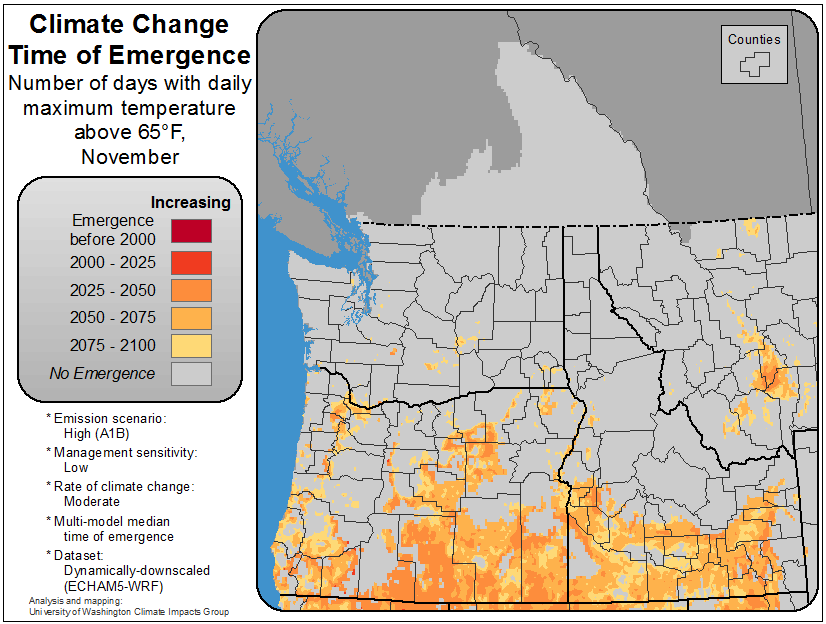 Climate Change
Time of Emergence
Number of days with daily
maximum temperature
above 65°F,
November
Increasing
Emergence
before 2000
2000 - 2025
2025 - 2050
2050 - 2075
2075 - 2100
No Emergence
* Emission scenario:
High (A1B)
* Management sensitivity:
Low
* Rate of climate change:
Moderate
* Multi-model median
time of emergence
* Dataset:
Dynamically-downscaled
(ECHAM5-WRF)
Analysis and mapping:
University of Washington Climate Impacts Group
Counties